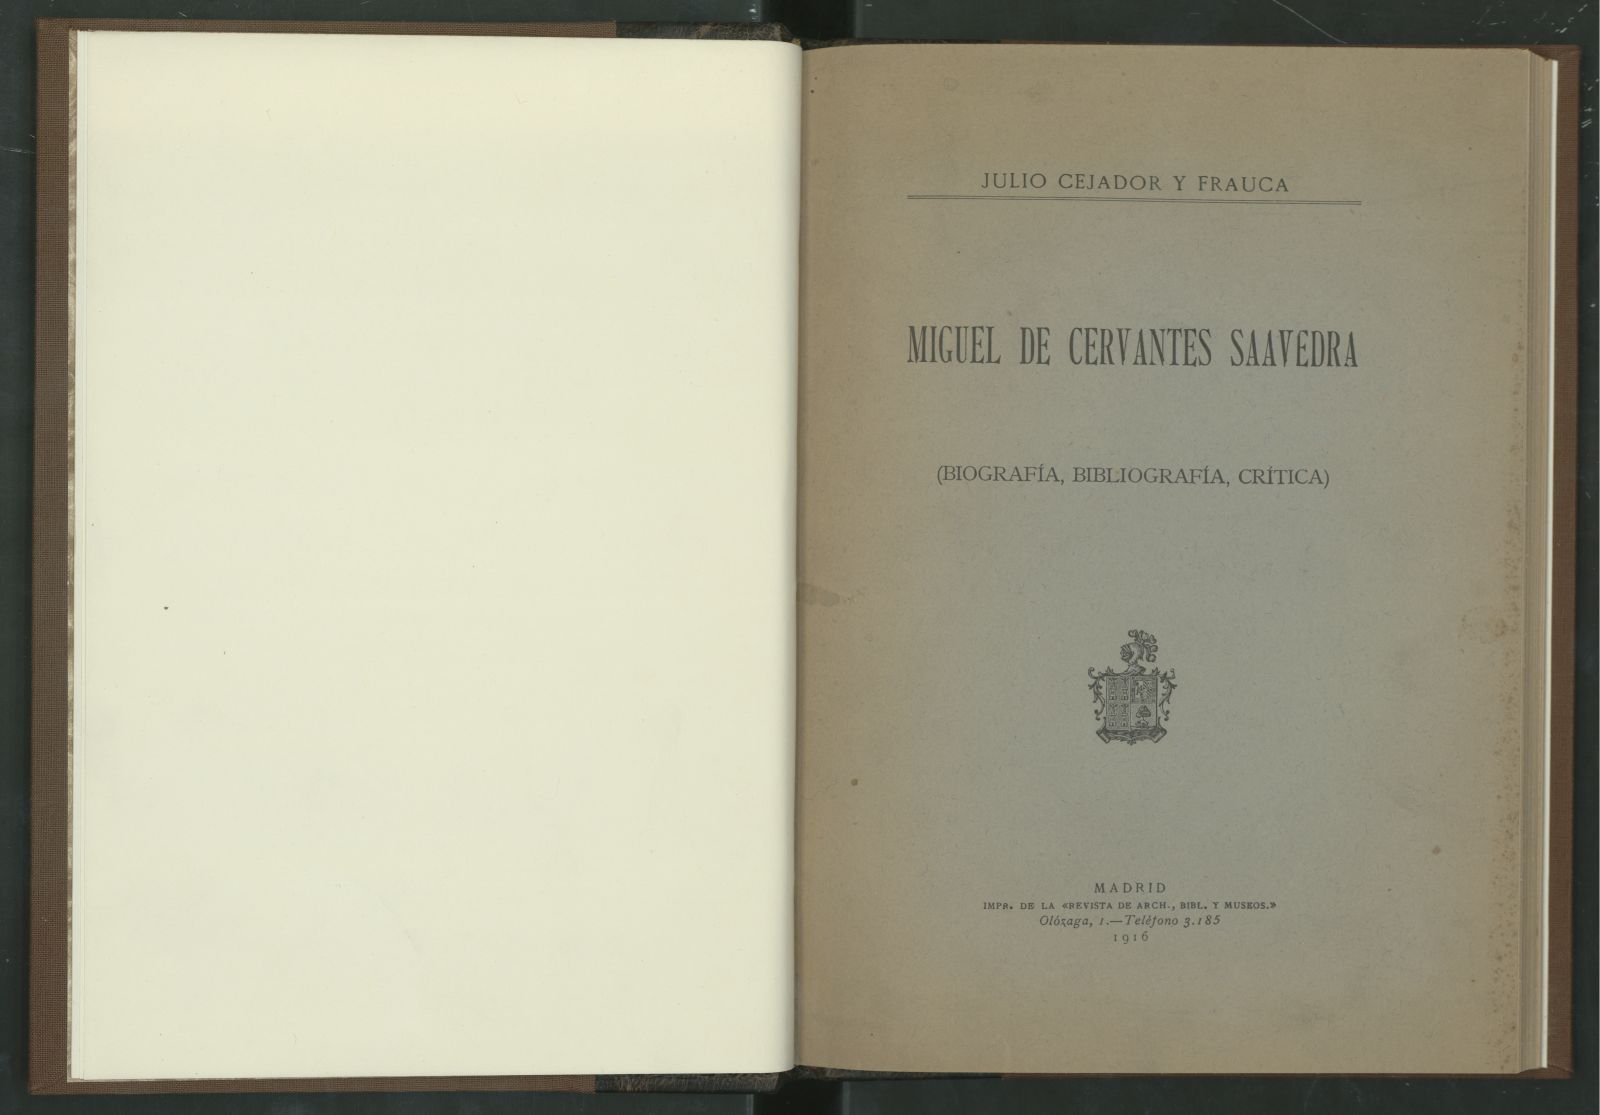 JULIO CEJADOR Y FRAUCA
MIGUEL DE CERVANTES SAAVEDRA
(BIOGRAFÍA, BIBLIOGRAFÍA, CRÍTICA)
MADRID
IMPR. DE LA «REVISTA DE ARCH., BIBL. Y MUSEOS.»
Olózaga, 1.—Teléfono 3.185
1916